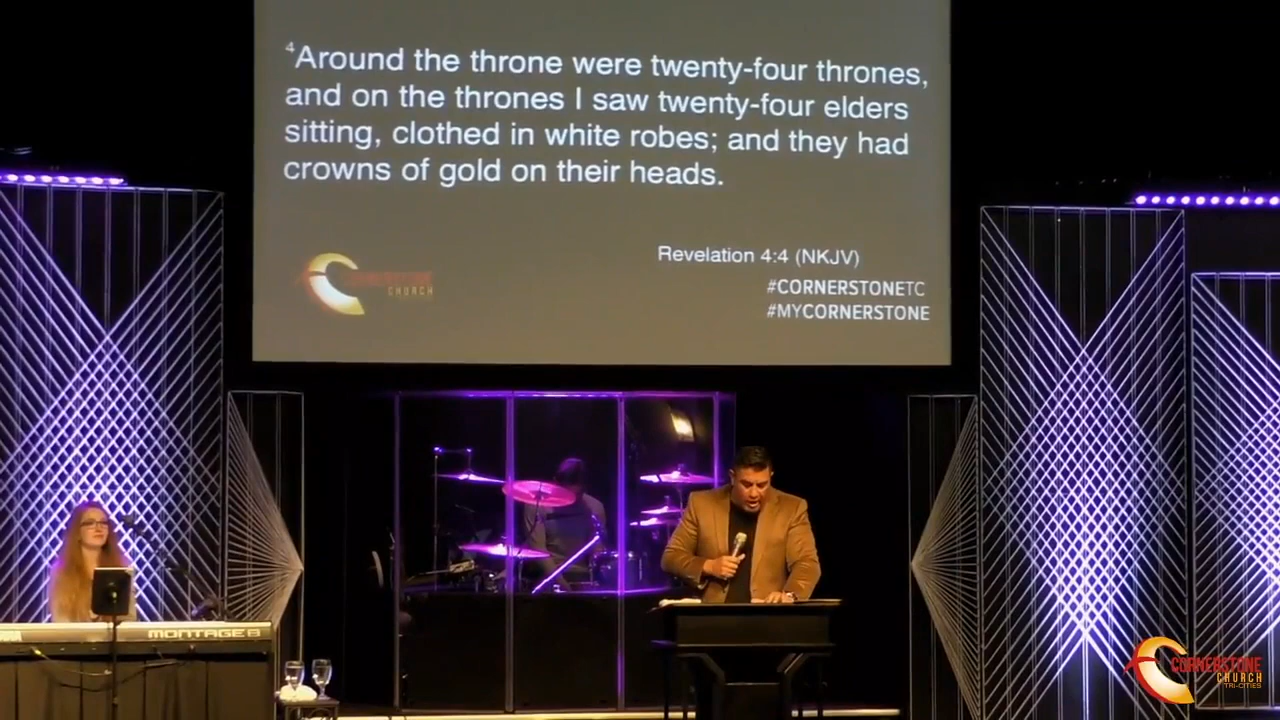 4Around the throne were twenty-four thrones,
and on the thrones I saw twenty-four elders
sitting, clothed in white robes; and they had
crowns of gold on their heads.
Revelation 4:4 (NKJV)
CORNERSTONE
CHURCH
#CORNERSTONETC
#MYCORNERSTONE
MONTAGE8
CORNERSTONE
CHURCH
TRI-CITIES